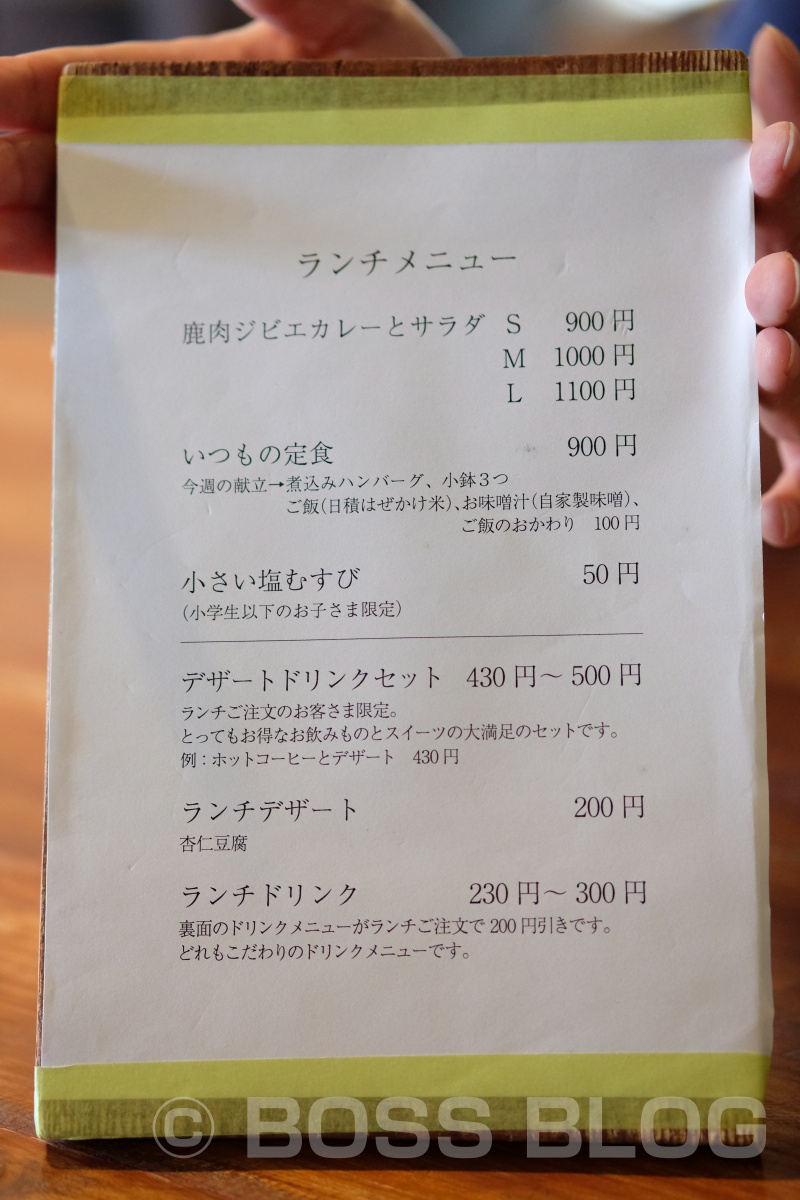 ランチメニュー
鹿肉ジビエカレーとサラダ S 900円
M 1000円
L 1100円
いつもの定食 900円
今週の献立→煮込みハンバーグ、小鉢3つ
ご飯(日積はぜかけ米)、お味噌汁(自家製味噌)、
ご飯のおかわり 100円
小さい塩むすび 50円
(小学生以下のお子さま限定)
デザートドリンクセット 430円～500円
ランチご注文のお客さま限定。
とってもお得なお飲みものとスイーツの大満足のセットです。
例：ホットコーヒーとデザート 430円
ランチデザート 200円
杏仁豆腐
ランチドリンク 230円～300円
裏面のドリンクメニューがランチご注文で200円引きです。
どれもこだわりのドリンクメニューです。
© BOSS BLOG